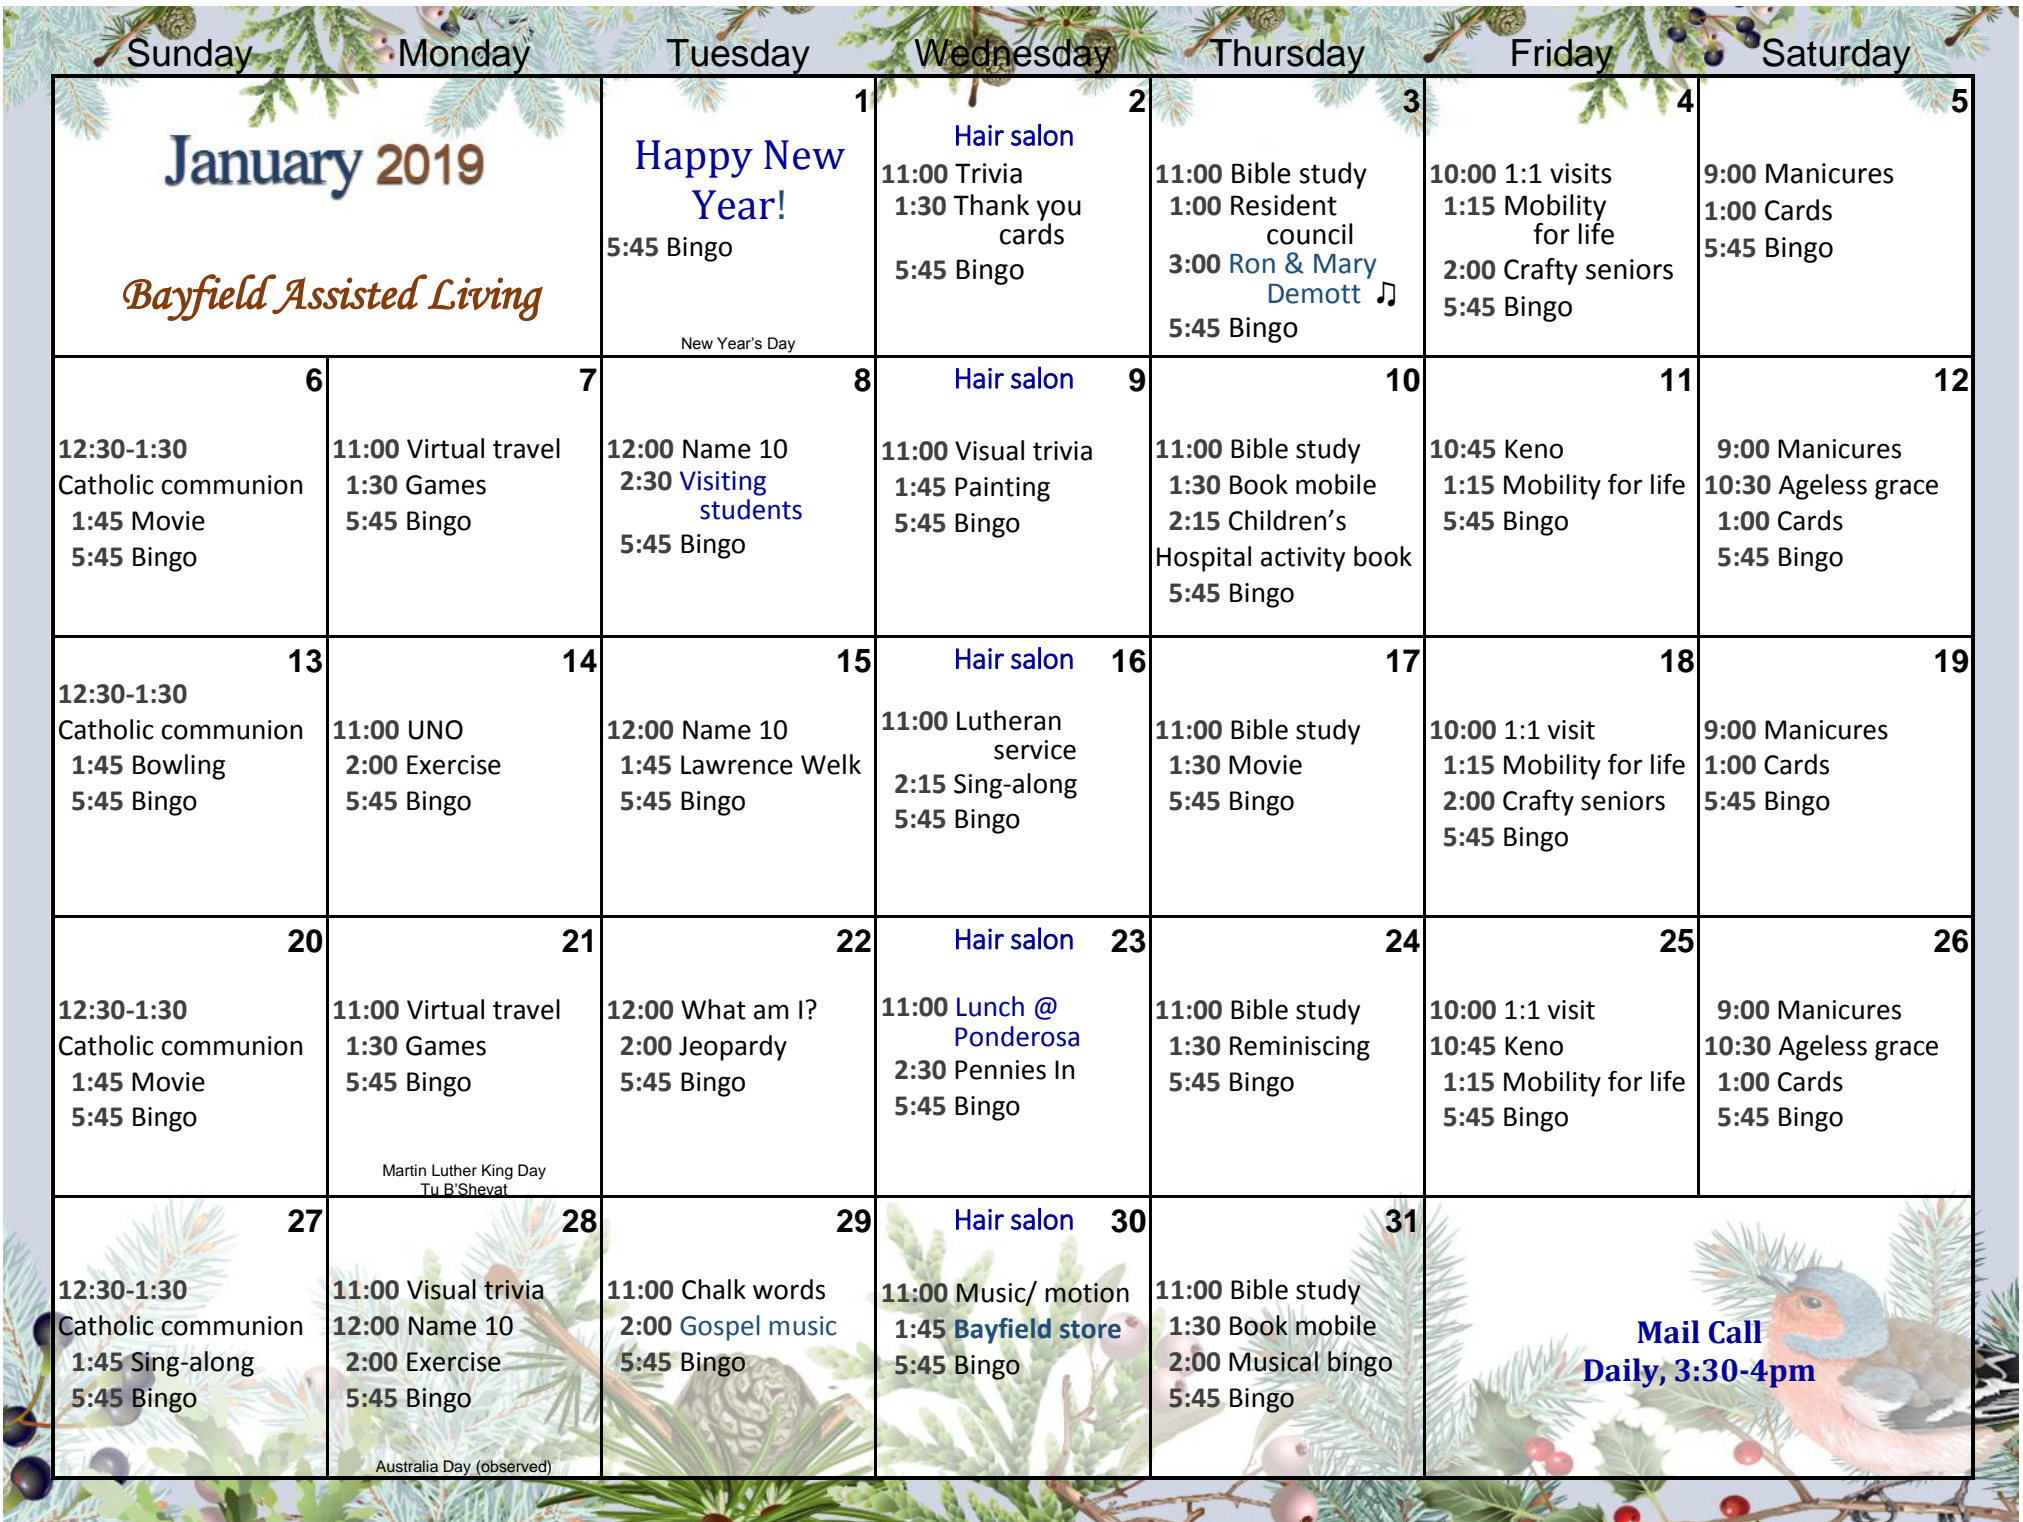 Sunday Monday Tuesday Wednesday Thursday Friday Saturday
January 2019
Bayfield Assisted Living
1
Happy New
Year!
5:45 Bingo
New Year's Day
2
Hair salon
11:00 Trivia
1:30 Thank you
cards
5:45 Bingo
3
11:00 Bible study
1:00 Resident
council
3:00 Ron & Mary
Demott ♫
5:45 Bingo
4
10:00 1:1 visits
1:15 Mobility
for life
2:00 Crafty seniors
5:45 Bingo
5
9:00 Manicures
1:00 Cards
5:45 Bingo
6
12:30-1:30
Catholic communion
1:45 Movie
5:45 Bingo
7
11:00 Virtual travel
1:30 Games
5:45 Bingo
8
12:00 Name 10
2:30 Visiting
students
5:45 Bingo
Hair salon 9
11:00 Visual trivia
1:45 Painting
5:45 Bingo
10
11:00 Bible study
1:30 Book mobile
2:15 Children's
Hospital activity book
5:45 Bingo
11
10:45 Keno
1:15 Mobility for life
5:45 Bingo
12
9:00 Manicures
10:30 Ageless grace
1:00 Cards
5:45 Bingo
13
12:30-1:30
Catholic communion
1:45 Bowling
5:45 Bingo
14
11:00 UNO
2:00 Exercise
5:45 Bingo
15
12:00 Name 10
1:45 Lawrence Welk
5:45 Bingo
Hair salon 16
11:00 Lutheran
service
2:15 Sing-along
5:45 Bingo
17
11:00 Bible study
1:30 Movie
5:45 Bingo
18
10:00 1:1 visit
1:15 Mobility for life
2:00 Crafty seniors
5:45 Bingo
19
9:00 Manicures
1:00 Cards
5:45 Bingo
20
12:30-1:30
Catholic communion
1:45 Movie
5:45 Bingo
21
11:00 Virtual travel
1:30 Games
5:45 Bingo
Martin Luther King Day
Tu B'Shevat
22
12:00 What am I?
2:00 Jeopardy
5:45 Bingo
Hair salon 23
11:00 Lunch @
Ponderosa
2:30 Pennies In
5:45 Bingo
24
11:00 Bible study
1:30 Reminiscing
5:45 Bingo
25
10:00 1:1 visit
10:45 Keno
1:15 Mobility for life
5:45 Bingo
26
9:00 Manicures
10:30 Ageless grace
1:00 Cards
5:45 Bingo
27
12:30-1:30
Catholic communion
1:45 Sing-along
5:45 Bingo
28
11:00 Visual trivia
12:00 Name 10
2:00 Exercise
5:45 Bingo
Australia Day (observed)
29
11:00 Chalk words
2:00 Gospel music
5:45 Bingo
Hair salon 30
11:00 Music/ motion
1:45 Bayfield store
5:45 Bingo
31
11:00 Bible study
1:30 Book mobile
2:00 Musical bingo
5:45 Bingo
Mail Call
Daily, 3:30-4pm